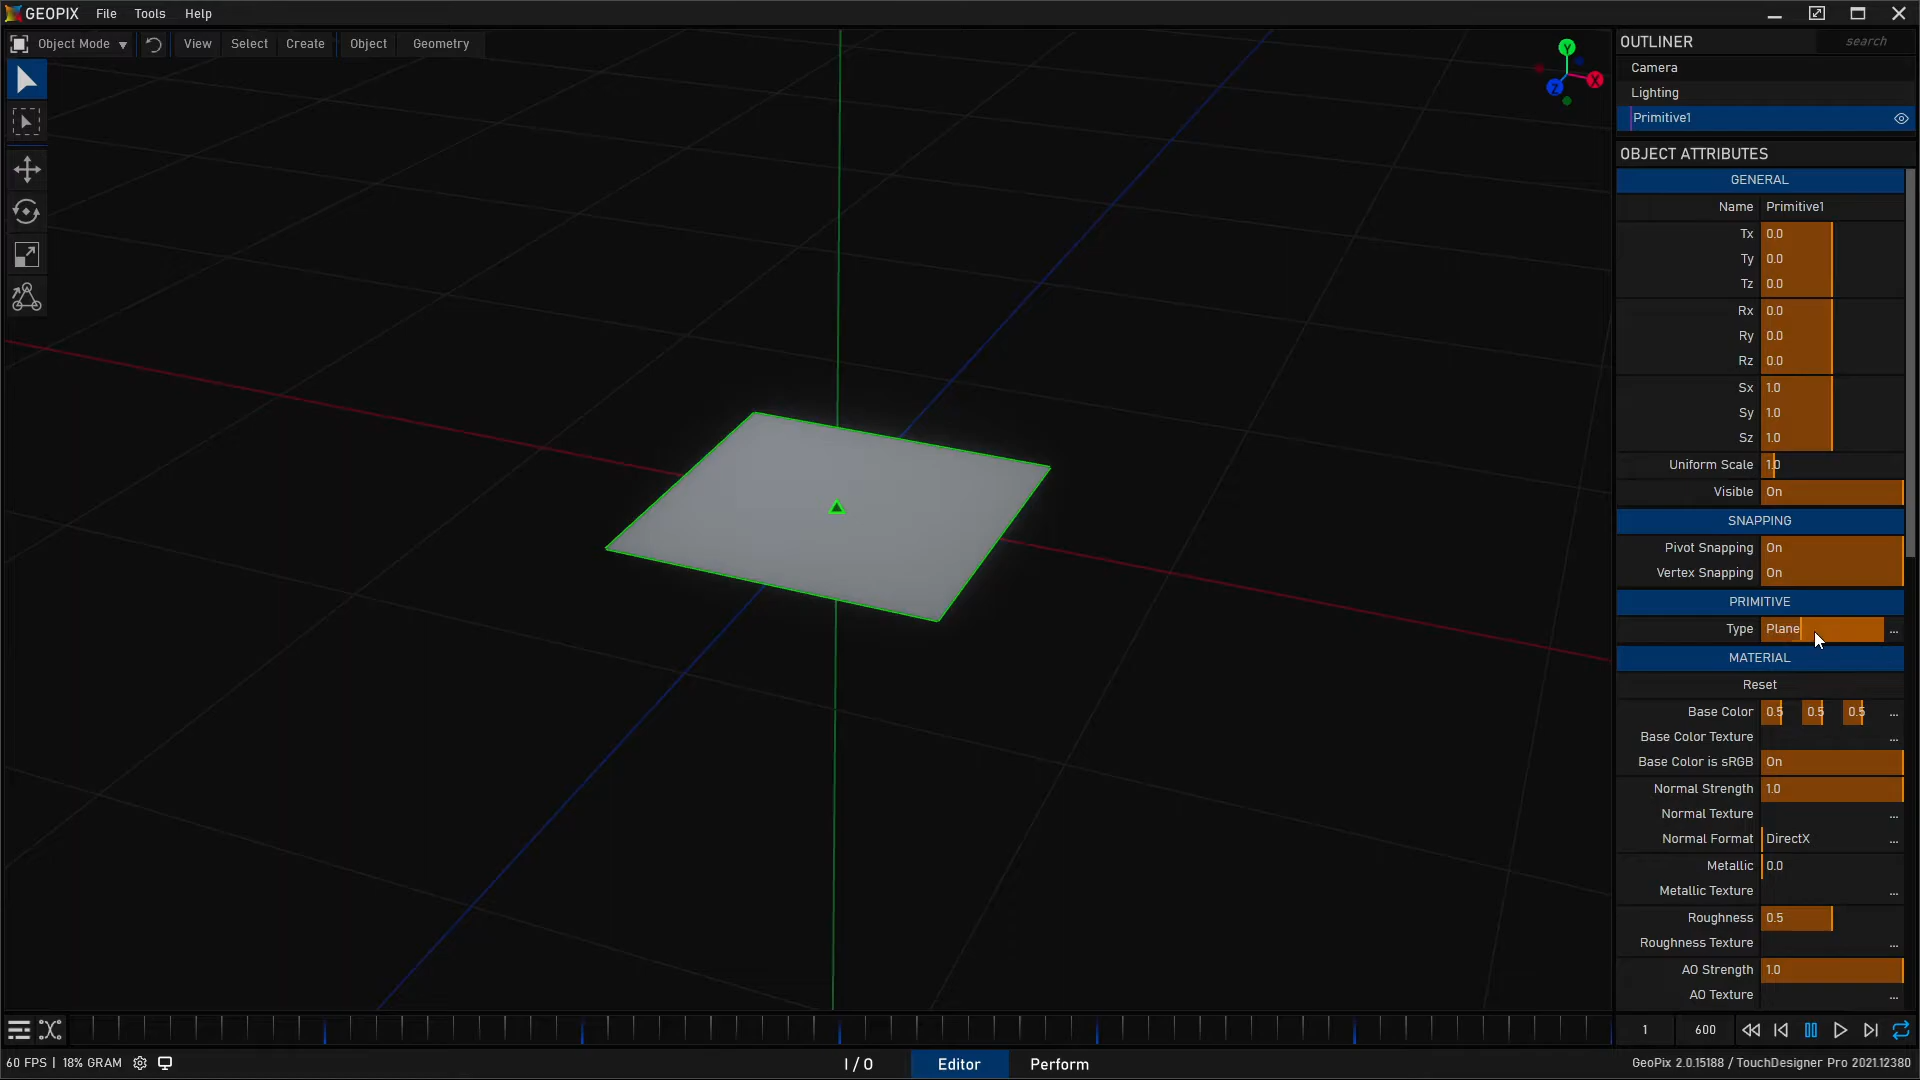 GEOPIX File Tools Help
Object Mode View Select Create Object Geometry
Y
X
Z
OUTLINER search
Camera
Lighting
Primitive1
OBJECT ATTRIBUTES
GENERAL
Name Primitive1
Tx 0.0
Ty 0.0
Tz 0.0
Rx 0.0
Ry 0.0
Rz 0.0
Sx 1.0
Sy 1.0
Sz 1.0
Uniform Scale 1.0
Visible On
SNAPPING
Pivot Snapping On
Vertex Snapping On
PRIMITIVE
Type Plane ...
MATERIAL
Reset
Base Color 0.5 0.5 0.5 ...
Base Color Texture ...
Base Color is sRGB On
Normal Strength 1.0
Normal Texture ...
Normal Format DirectX ...
Metallic 0.0
Metallic Texture ...
Roughness 0.5
Roughness Texture ...
AO Strength 1.0
AO Texture ...
1 600
60 FPS | 18% GRAM I / O Editor Perform GeoPix 2.0.15188 / TouchDesigner Pro 2021.12380